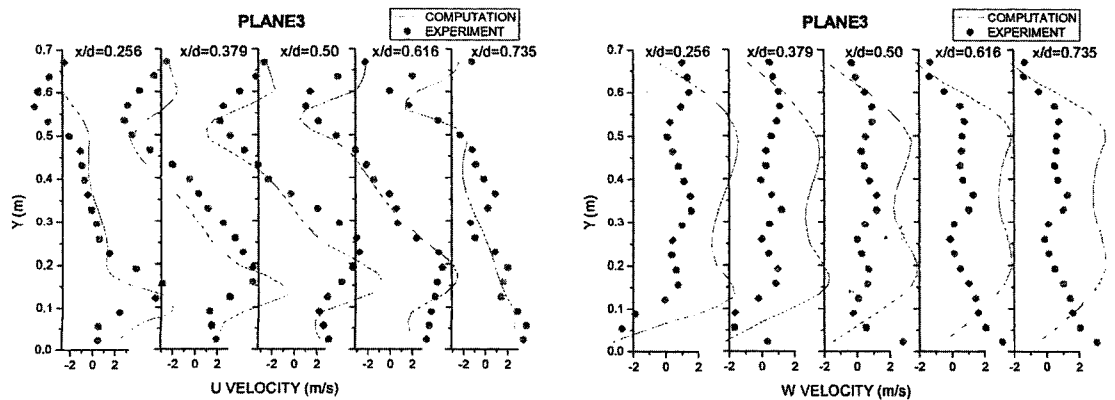 PLANE3
COMPUTATION
EXPERIMENT
x/d=0.256
x/d=0.379
x/d=0.50
x/d=0.616
x/d=0.735
0.7
0.6
0.5
0.4
0.3
0.2
0.1
0.0
Y (m)
-2 0 2
-2 0 2
-2 0 2
-2 0 2
-2 0 2
U VELOCITY (m/s)
PLANE3
COMPUTATION
EXPERIMENT
x/d=0.256
x/d=0.379
x/d=0.50
x/d=0.616
x/d=0.735
0.7
0.6
0.5
0.4
0.3
0.2
0.1
0.0
Y (m)
-2 0 2
-2 0 2
-2 0 2
-2 0 2
-2 0 2
W VELOCITY (m/s)